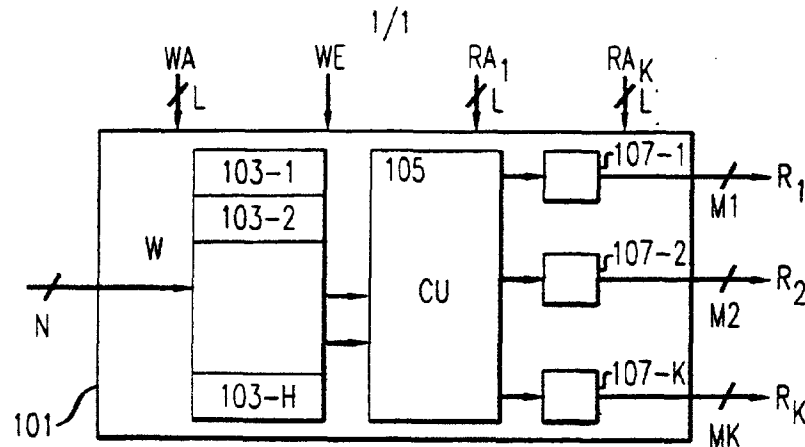 1/1
WA WE RA1 RAK
L L L
103-1 105 107-1
103-2 M1 R1
W 107-2
CU
N M2 R2
103-H 107-K
101 MK RK